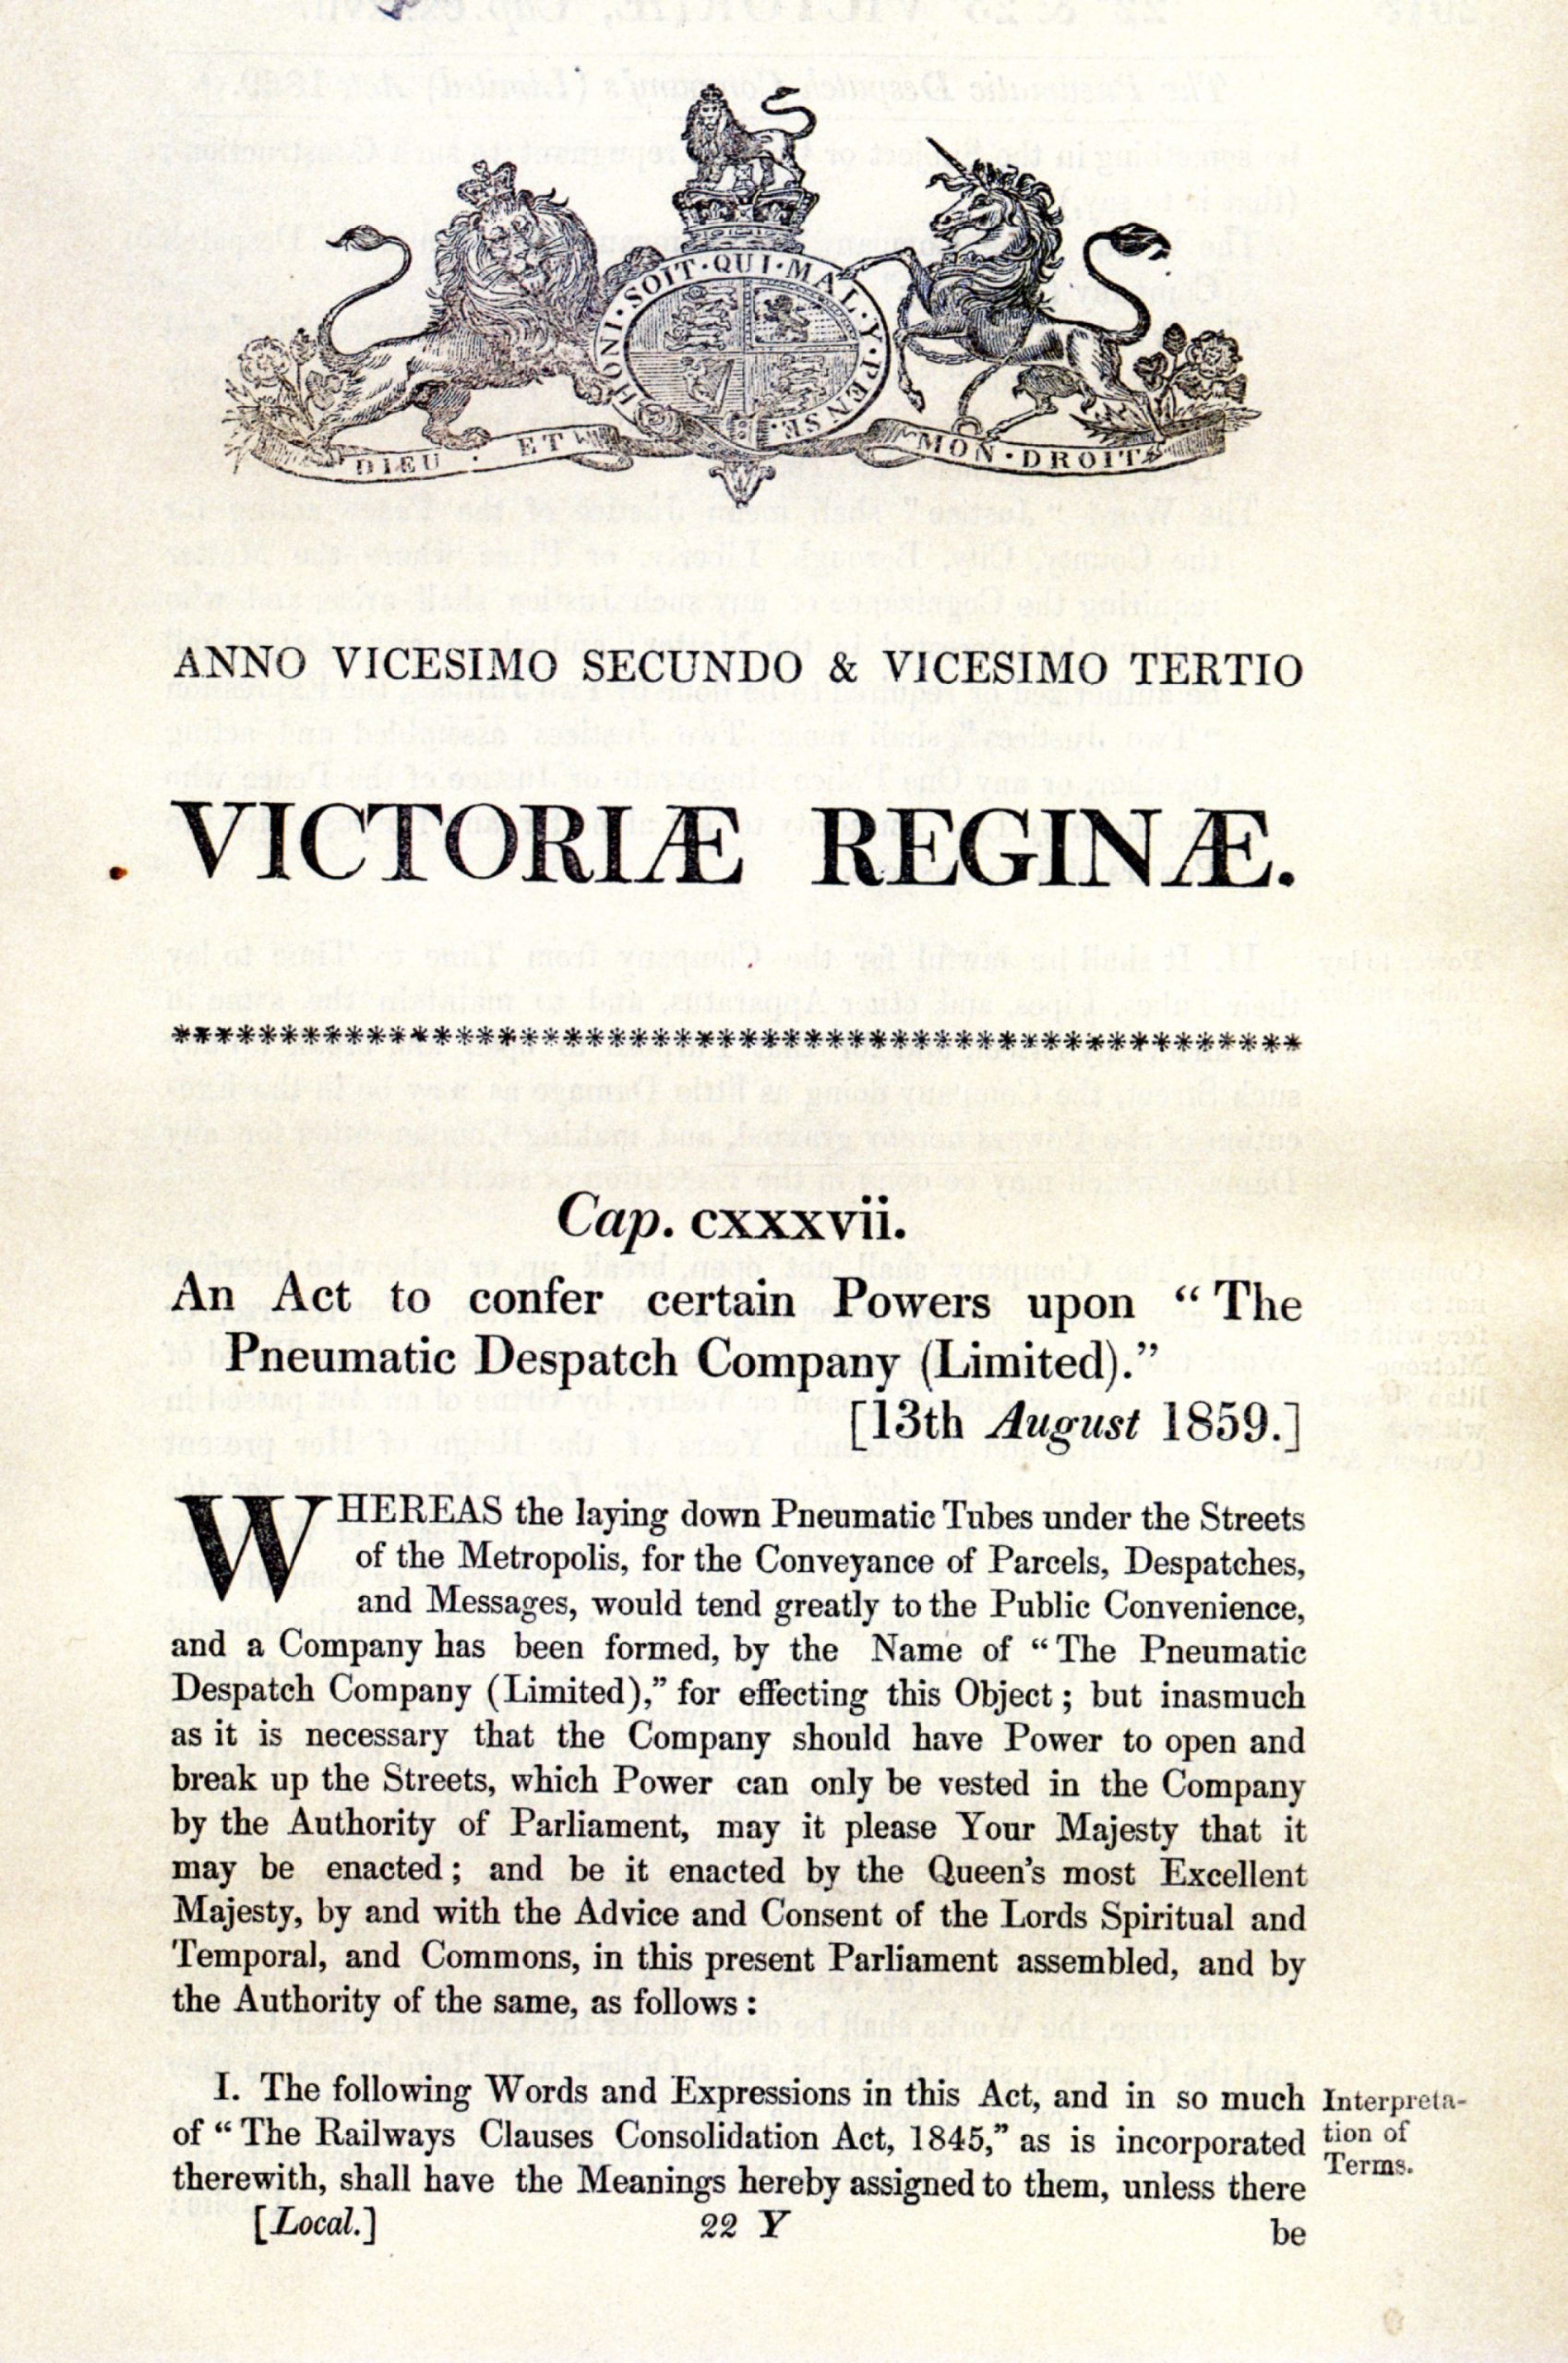 HONI·SOIT·QUI·MAL·Y·PENSE·
DIEU · ET MON·DROIT
ANNO VICESIMO SECUNDO & VICESIMO TERTIO
VICTORIÆ REGINÆ.
Cap. cxxxvii.
An Act to confer certain Powers upon “The
Pneumatic Despatch Company (Limited).”
[13th August 1859.]
WHEREAS the laying down Pneumatic Tubes under the Streets
of the Metropolis, for the Conveyance of Parcels, Despatches,
and Messages, would tend greatly to the Public Convenience,
and a Company has been formed, by the Name of “The Pneumatic
Despatch Company (Limited),” for effecting this Object; but inasmuch
as it is necessary that the Company should have Power to open and
break up the Streets, which Power can only be vested in the Company
by the Authority of Parliament, may it please Your Majesty that it
may be enacted; and be it enacted by the Queen’s most Excellent
Majesty, by and with the Advice and Consent of the Lords Spiritual and
Temporal, and Commons, in this present Parliament assembled, and by
the Authority of the same, as follows:
I. The following Words and Expressions in this Act, and in so much
of “The Railways Clauses Consolidation Act, 1845,” as is incorporated
therewith, shall have the Meanings hereby assigned to them, unless there
Interpreta-
tion of
Terms.
[Local.] 22 Y be